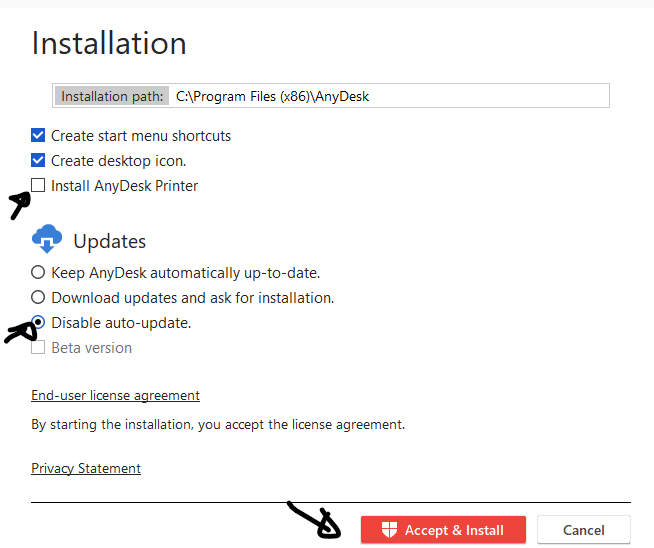 Installation
Installation path: C:\Program Files (x86)\AnyDesk
Create start menu shortcuts
Create desktop icon.
Install AnyDesk Printer
Updates
Keep AnyDesk automatically up-to-date.
Download updates and ask for installation.
Disable auto-update.
Beta version
End-user license agreement
By starting the installation, you accept the license agreement.
Privacy Statement
Accept & Install Cancel